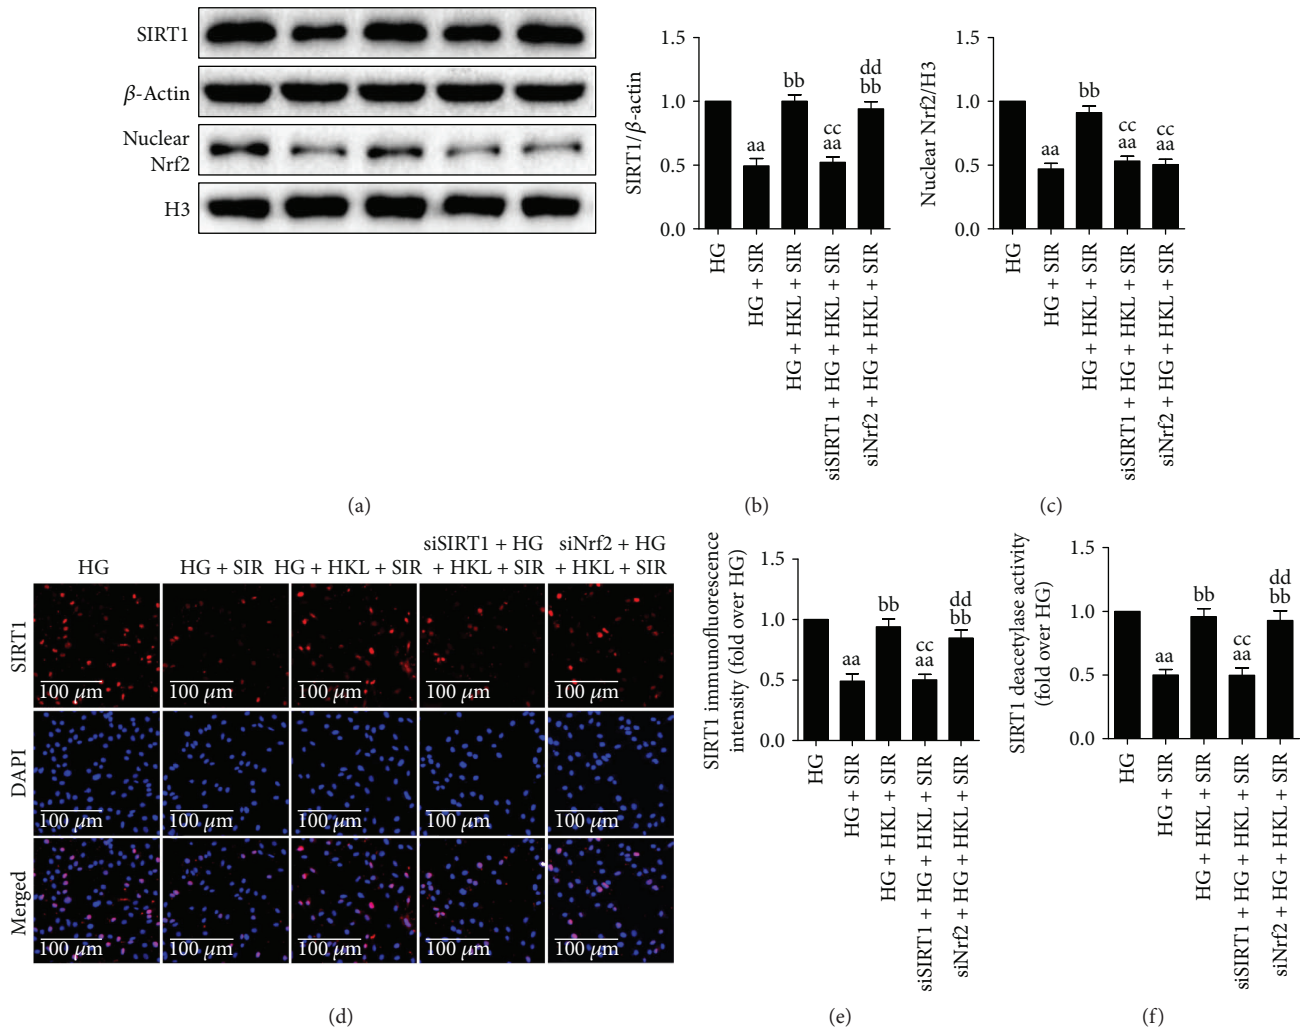 SIRT1
β-Actin
Nuclear
Nrf2
H3
(a)
SIRT1/β-actin
1.5
1.0
0.5
0.0
aa
bb
cc
aa
dd
bb
HG
HG + SIR
HG + HKL + SIR
siSIRT1 + HG + HKL + SIR
siNrf2 + HG + HKL + SIR
(b)
Nuclear Nrf2/H3
1.5
1.0
0.5
0.0
aa
bb
cc
aa
cc
aa
HG
HG + SIR
HG + HKL + SIR
siSIRT1 + HG + HKL + SIR
siNrf2 + HG + HKL + SIR
(c)
HG
HG + SIR
HG + HKL + SIR
siSIRT1 + HG
+ HKL + SIR
siNrf2 + HG
+ HKL + SIR
SIRT1
100 μm
100 μm
100 μm
100 μm
100 μm
DAPI
100 μm
100 μm
100 μm
100 μm
100 μm
Merged
100 μm
100 μm
100 μm
100 μm
100 μm
(d)
SIRT1 immunofluorescence
intensity (fold over HG)
1.5
1.0
0.5
0.0
aa
bb
cc
aa
dd
bb
HG
HG + SIR
HG + HKL + SIR
siSIRT1 + HG + HKL + SIR
siNrf2 + HG + HKL + SIR
(e)
SIRT1 deacetylase activity
(fold over HG)
1.5
1.0
0.5
0.0
aa
bb
cc
aa
dd
bb
HG
HG + SIR
HG + HKL + SIR
siSIRT1 + HG + HKL + SIR
siNrf2 + HG + HKL + SIR
(f)